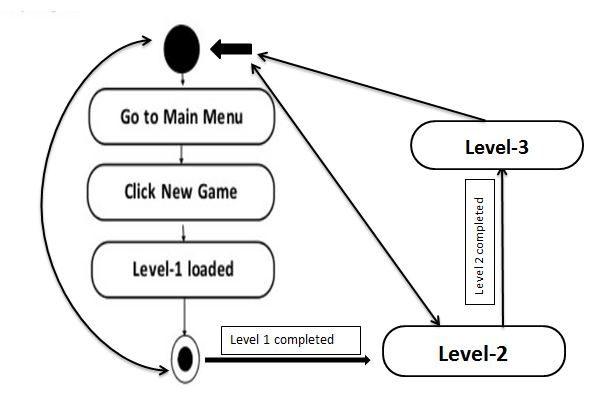 Go to Main Menu
Click New Game
Level-1 loaded
Level 1 completed
Level-2
Level 2 completed
Level-3